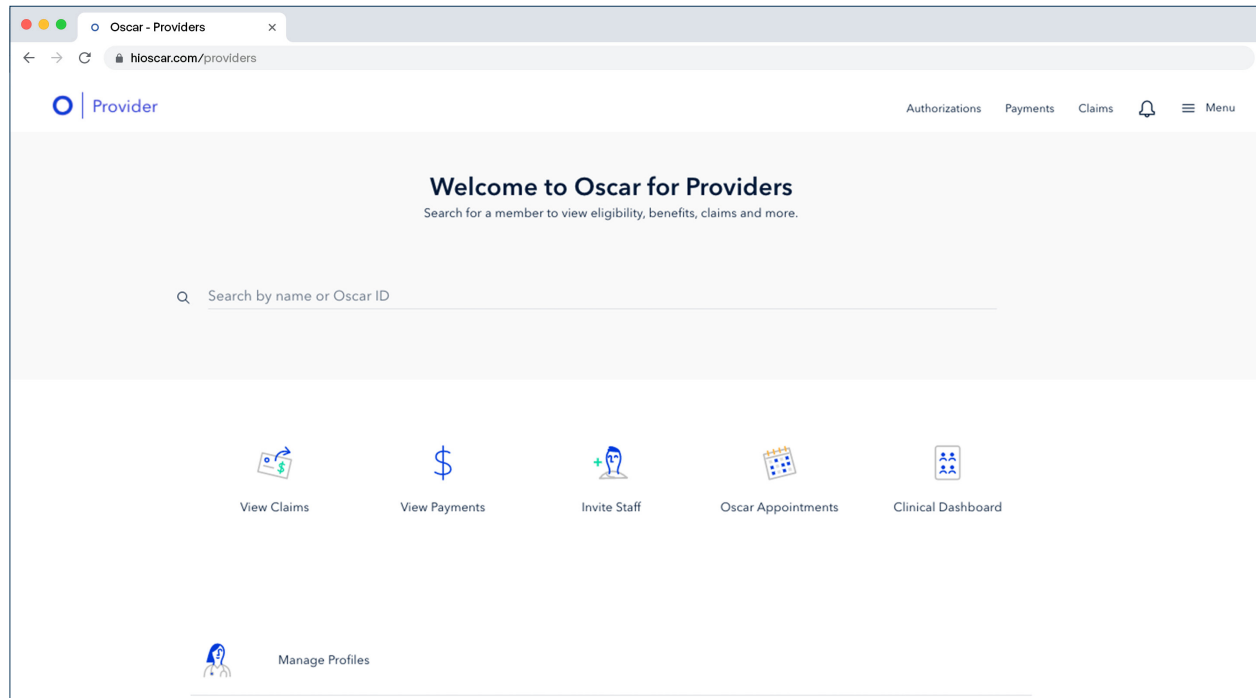 Oscar - Providers
hioscar.com/providers
Provider
Authorizations Payments Claims Menu
Welcome to Oscar for Providers
Search for a member to view eligibility, benefits, claims and more.
Search by name or Oscar ID
View Claims View Payments Invite Staff Oscar Appointments Clinical Dashboard
Manage Profiles